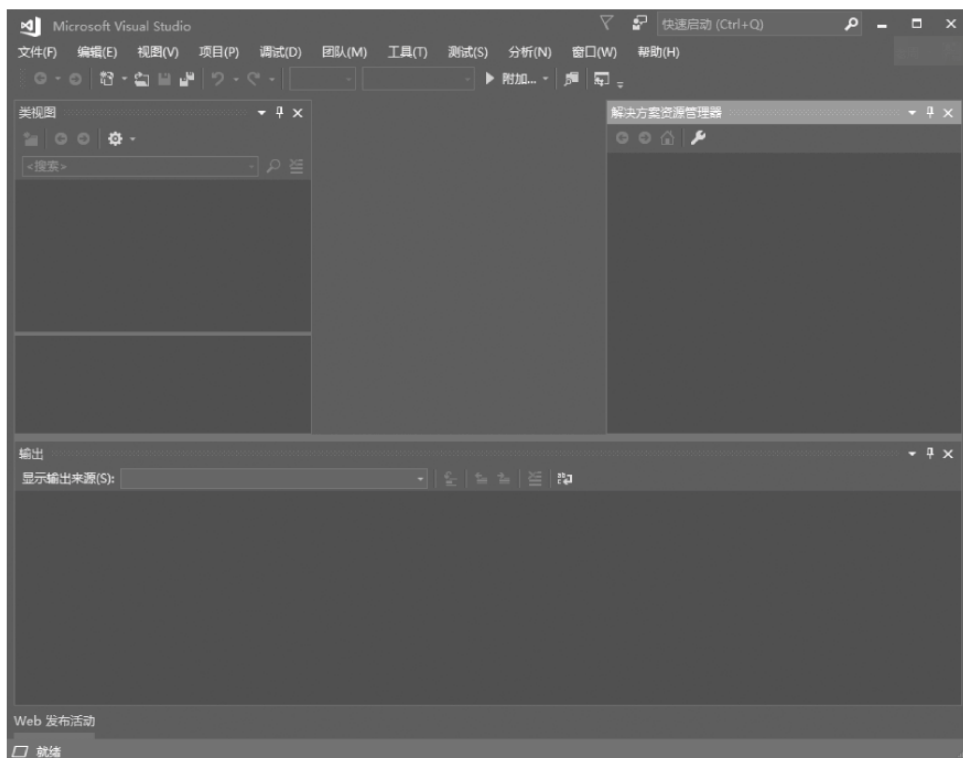 Microsoft Visual Studio
快速启动 (Ctrl+Q)
文件(F) 编辑(E) 视图(V) 项目(P) 调试(D) 团队(M) 工具(T) 测试(S) 分析(N) 窗口(W) 帮助(H)
附加...
类视图
解决方案资源管理器
<搜索>
输出
显示输出来源(S):
Web 发布活动
就绪